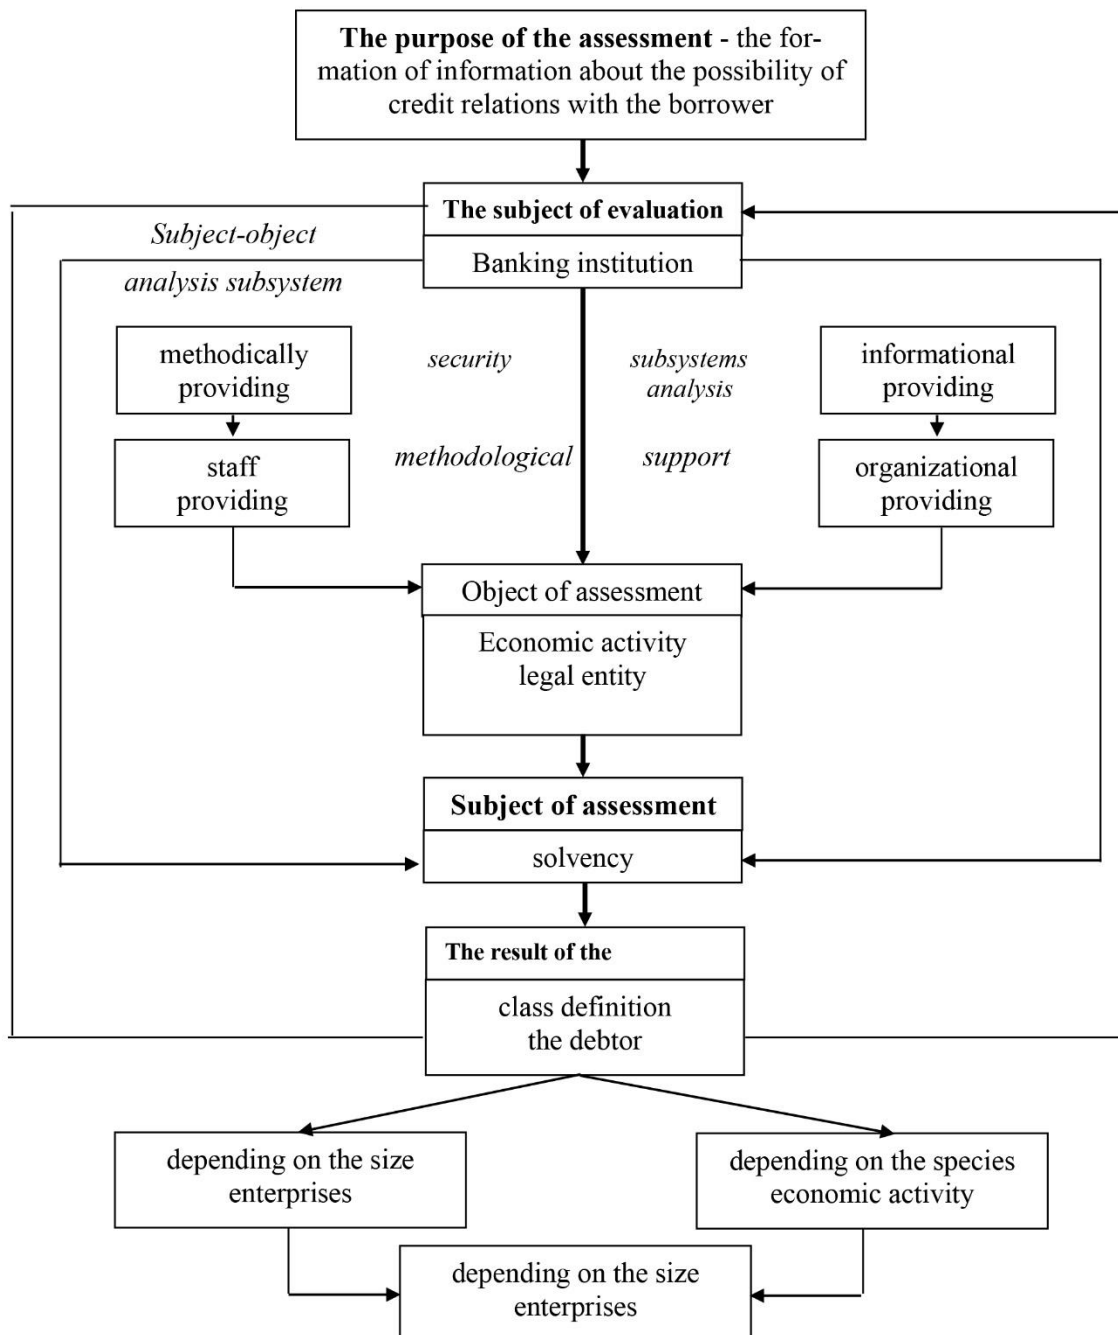 The purpose of the assessment - the for-
mation of information about the possibility of
credit relations with the borrower
The subject of evaluation
Subject-object
Banking institution
analysis subsystem
methodically
providing
security
subsystems
analysis
informational
providing
staff
providing
methodological
support
organizational
providing
Object of assessment
Economic activity
legal entity
Subject of assessment
solvency
The result of the
class definition
the debtor
depending on the size
enterprises
depending on the species
economic activity
depending on the size
enterprises